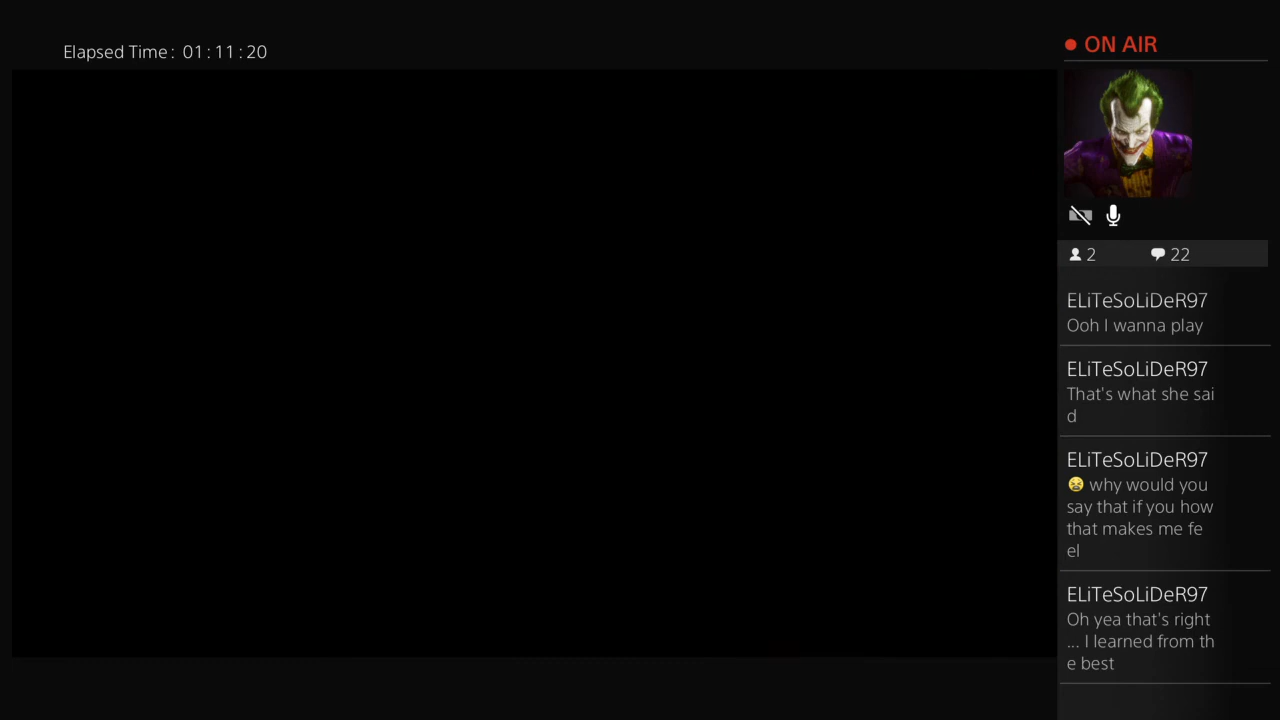 Elapsed Time: 01:11:20
ON AIR
2 22
ELiTeSoLiDeR97
Ooh I wanna play
ELiTeSoLiDeR97
That's what she sai
d
ELiTeSoLiDeR97
😫 why would you
say that if you how
that makes me fe
el
ELiTeSoLiDeR97
Oh yea that's right
... I learned from th
e best